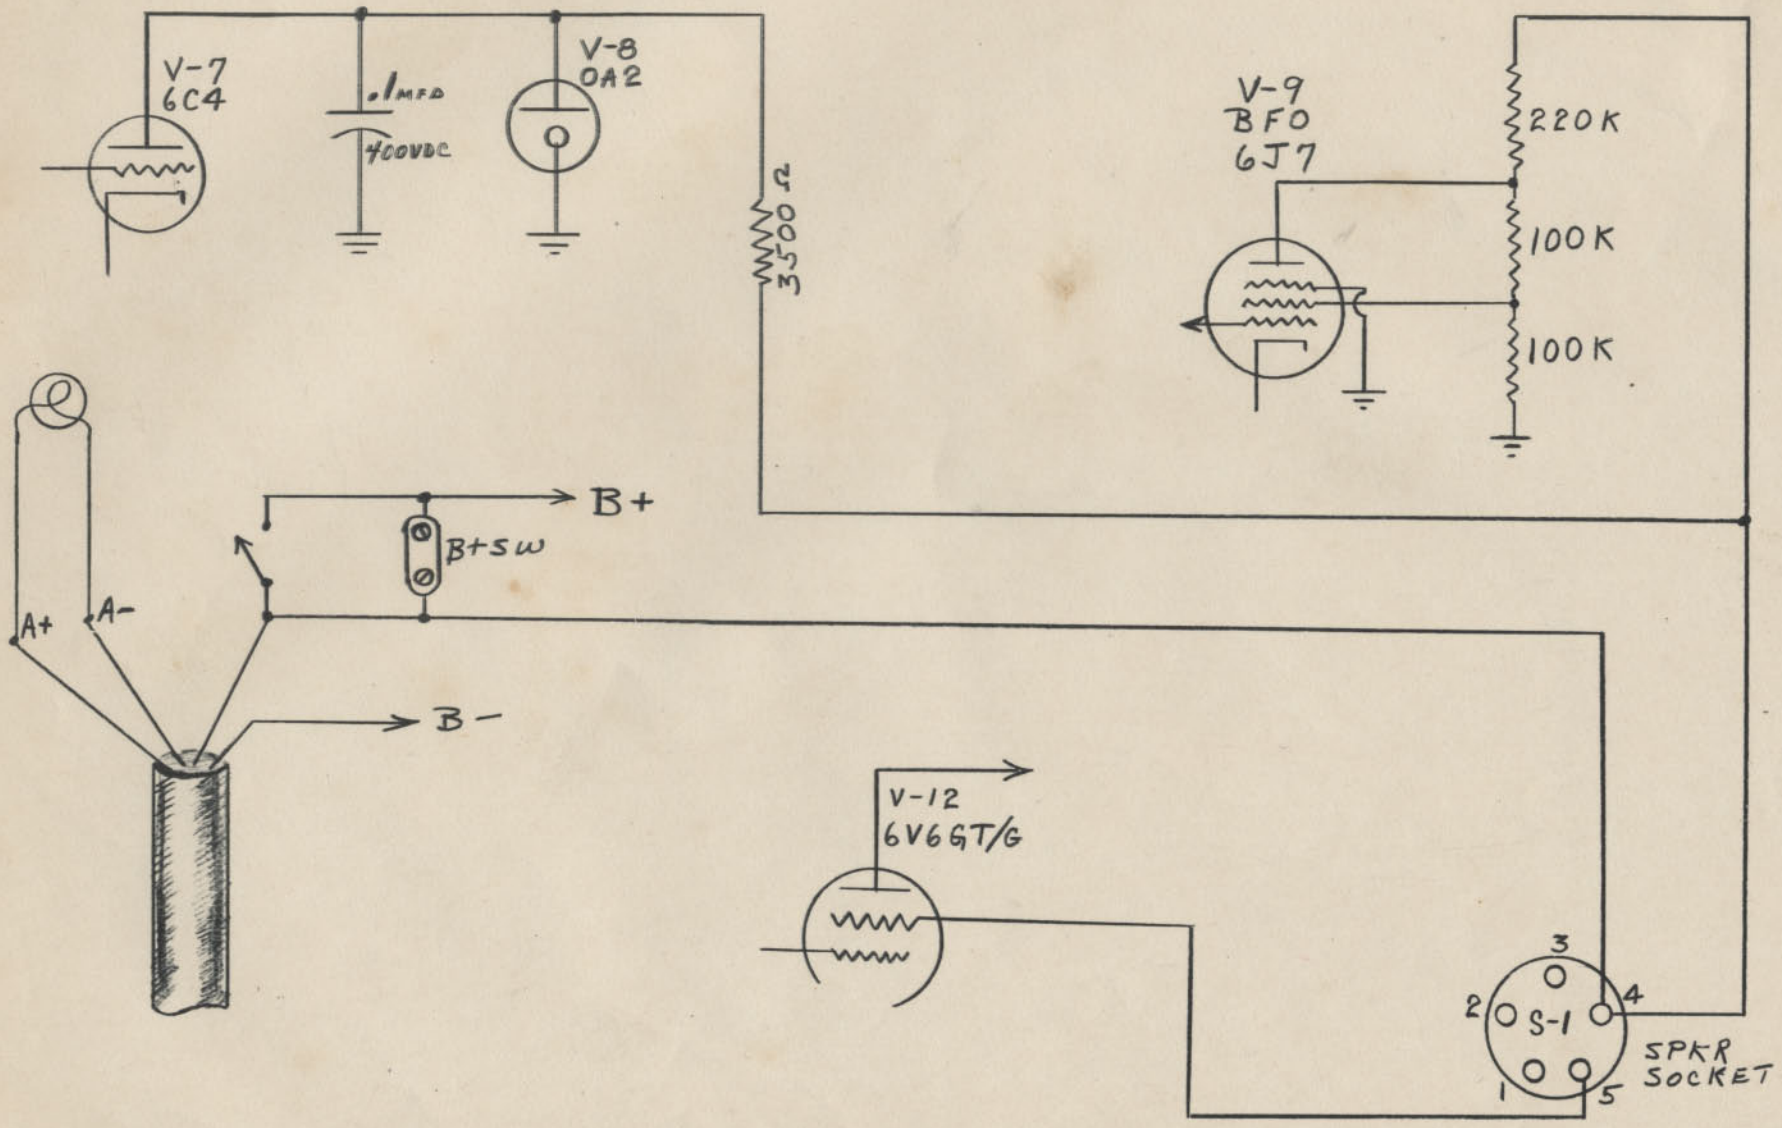 V-7
6C4
.1MFD
400VDC
V-8
OA2
3500Ω
V-9
BFO
6J7
220K
100K
100K
A+
A-
B+
B+SW
B-
V-12
6V6GT/G
3
2
S-1
4
1
5
SPKR
SOCKET